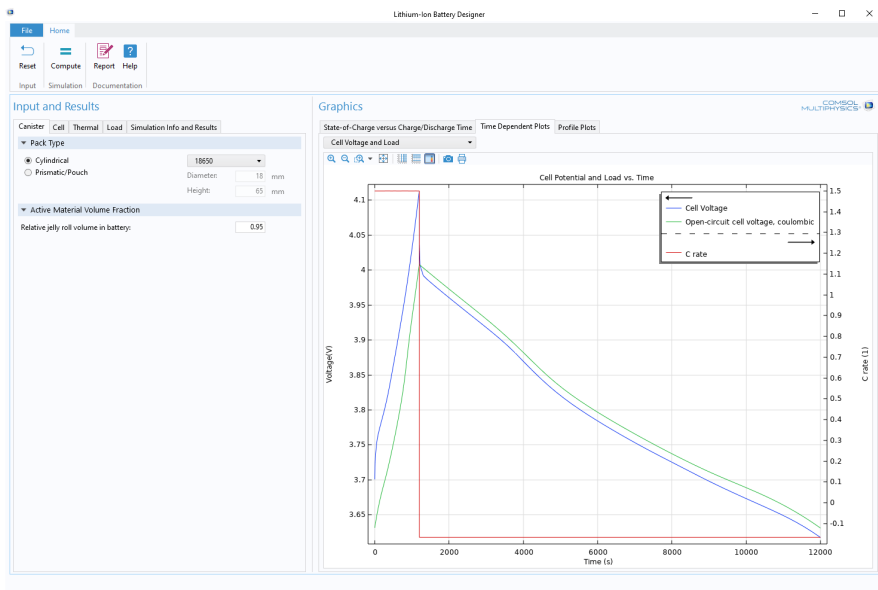 Lithium-Ion Battery Designer
File Home
Reset Compute Report Help
Input Simulation Documentation
Input and Results
Canister Cell Thermal Load Simulation Info and Results
Pack Type
Cylindrical 18650
Prismatic/Pouch Diameter: 18 mm
Height: 65 mm
Active Material Volume Fraction
Relative jelly roll volume in battery: 0.95
Graphics
COMSOL
MULTIPHYSICS
State-of-Charge versus Charge/Discharge Time Time Dependent Plots Profile Plots
Cell Voltage and Load
Cell Potential and Load vs. Time
Cell Voltage
Open-circuit cell voltage, coulombic
C rate
Voltage(V)
4.1
4.05
4
3.95
3.9
3.85
3.8
3.75
3.7
3.65
1.5
1.4
1.3
1.2
1.1
1
0.9
0.8
0.7
0.6
0.5
0.4
0.3
0.2
0.1
0
-0.1
C rate (1)
0 2000 4000 6000 8000 10000 12000
Time (s)